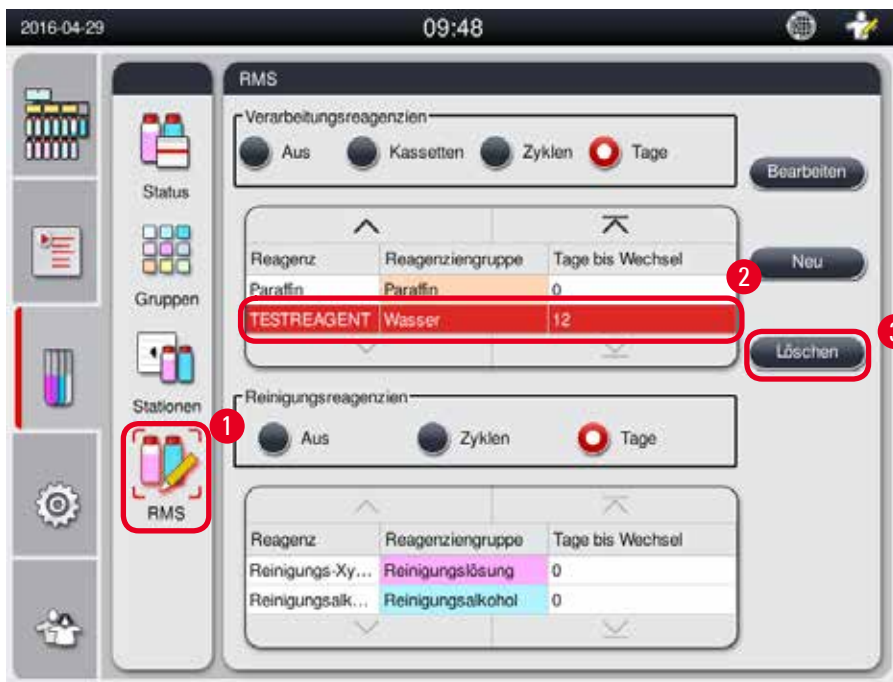 2016-04-29 09:48
RMS
Verarbeitungsreagenzien
Aus Kassetten Zyklen Tage
Bearbeiten
Status
Reagenz Reagenziengruppe Tage bis Wechsel
2 Neu
Paraffin Paraffin 0
Gruppen
TESTREAGENT Wasser 12
3
Löschen
Stationen
Reinigungsreagenzien
1
Aus Zyklen Tage
RMS
Reagenz Reagenziengruppe Tage bis Wechsel
Reinigungs-Xy... Reinigungslösung 0
Reinigungsalk... Reinigungsalkohol 0